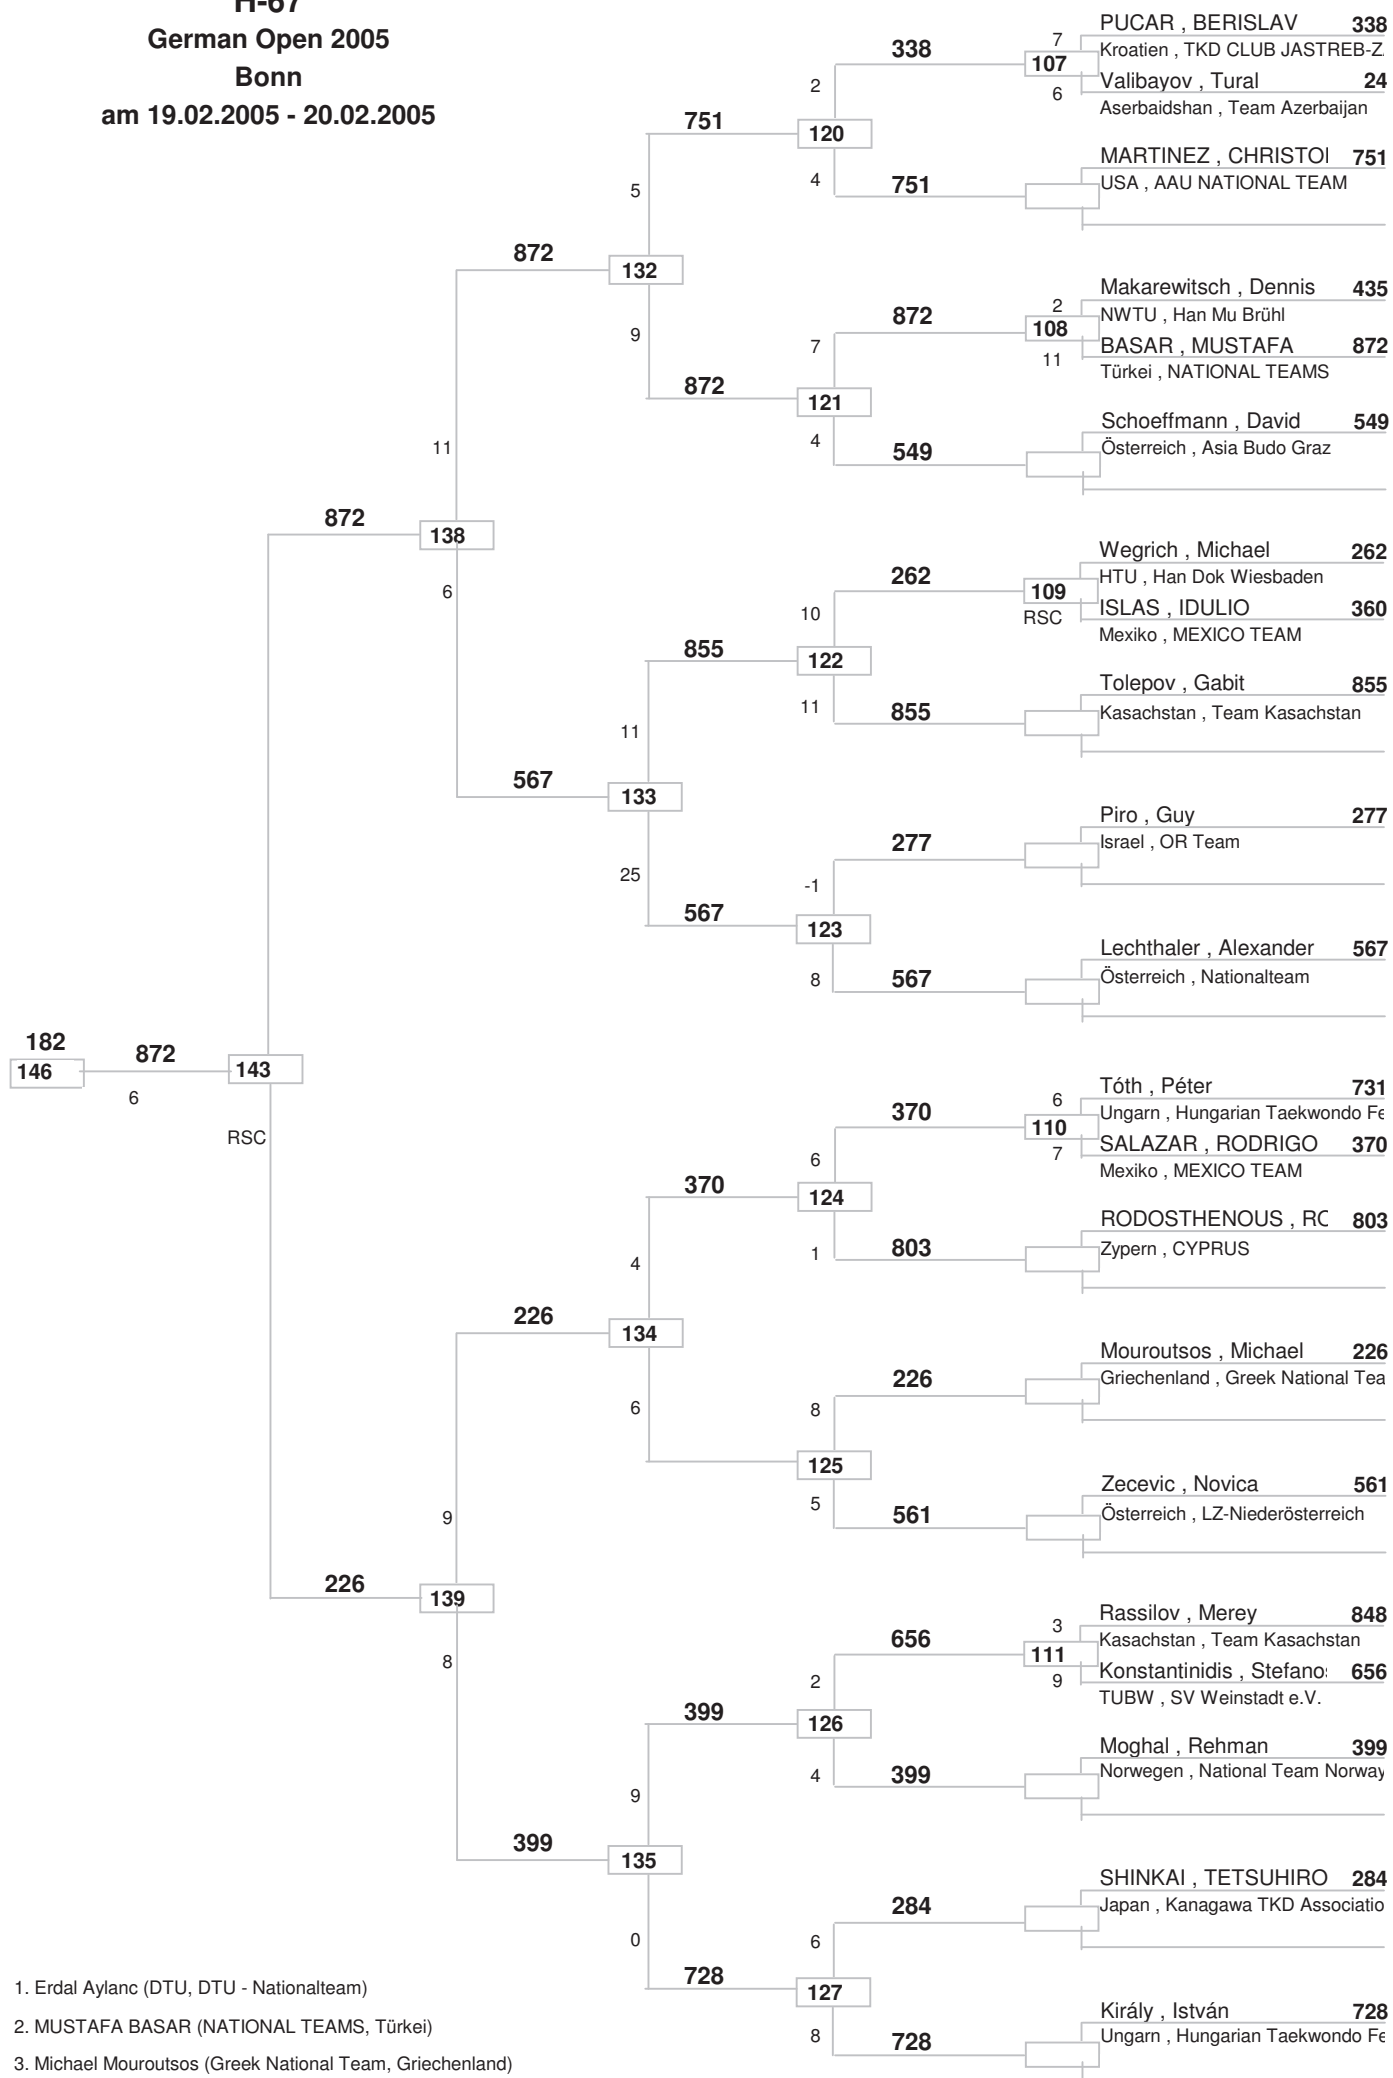 H-67
German Open 2005
Bonn
am 19.02.2005 - 20.02.2005
PUCAR , BERISLAV 338
7
338
Kroatien , TKD CLUB JASTREB-Z
107
Valibayov , Tural 24
2
6
Aserbaidshan , Team Azerbaijan
751
120
MARTINEZ , CHRISTO 751
5
4
751
USA , AAU NATIONAL TEAM
872
132
Makarewitsch , Dennis 435
2
872
NWTU , Han Mu Brühl
108
9
7
BASAR , MUSTAFA 872
11
Türkei , NATIONAL TEAMS
872
121
Schoeffmann , David 549
11
4
549
Österreich , Asia Budo Graz
872
138
Wegrich , Michael 262
262
HTU , Han Dok Wiesbaden
6
109
10
RSC
ISLAS , IDULIO 360
Mexiko , MEXICO TEAM
855
122
Tolepov , Gabit 855
11
11
855
Kasachstan , Team Kasachstan
567
133
Piro , Guy 277
277
Israel , OR Team
25
-1
567
123
Lechthaler , Alexander 567
8
567
Österreich , Nationalteam
182
872
146
143
6
RSC
Tóth , Péter 731
6
370
Ungarn , Hungarian Taekwondo Fe
110
SALAZAR , RODRIGO 370
6
7
Mexiko , MEXICO TEAM
370
124
RODOSTHENOUS , RO 803
4
1
803
Zypern , CYPRUS
226
134
Mouroutsos , Michael 226
226
Griechenland , Greek National Tea
6
8
125
Zecevic , Novica 561
9
5
561
Österreich , LZ-Niederösterreich
226
139
Rassilov , Merey 848
3
656
Kasachstan , Team Kasachstan
8
111
Konstantinidis , Stefano 656
2
9
TUBW , SV Weinstadt e.V.
399
126
Moghal , Rehman 399
9
4
399
Norwegen , National Team Norway
399
135
SHINKAI , TETSUHIRO 284
284
Japan , Kanagawa TKD Associatio
0
6
728
127
1. Erdal Aylanc (DTU, DTU - Nationalteam)
Király , István 728
2. MUSTAFA BASAR (NATIONAL TEAMS, Türkei)
8
728
Ungarn , Hungarian Taekwondo Fe
3. Michael Mouroutsos (Greek National Team, Griechenland)